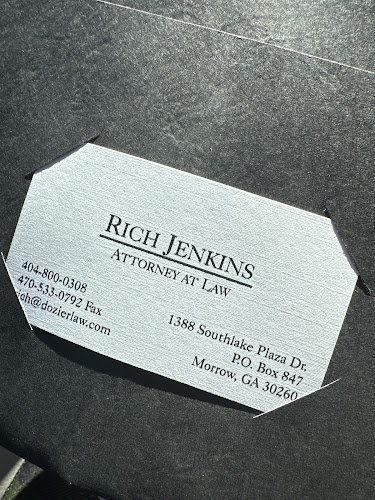 RICH JENKINS
ATTORNEY AT LAW
404-800-0308
470-533-0792 Fax
rich@dozierlaw.com
1388 Southlake Plaza Dr.
P.O. Box 847
Morrow, GA 30260